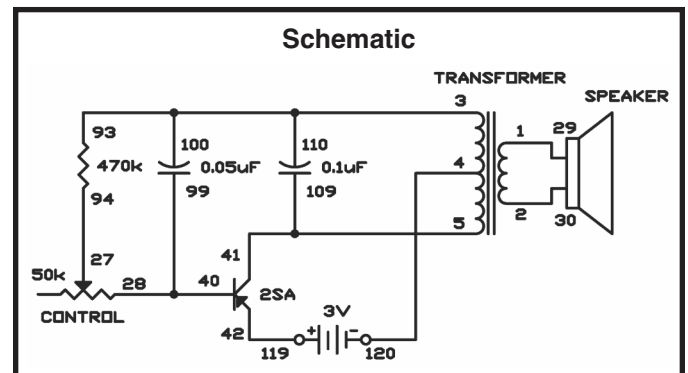 Schematic
TRANSFORMER
SPEAKER
3
93
100
110
1
29
470k
0.05uF
0.1uF
4
94
99
109
2
30
5
27
41
50k
28
40
2SA
3V
CONTROL
42
+
-
119
120